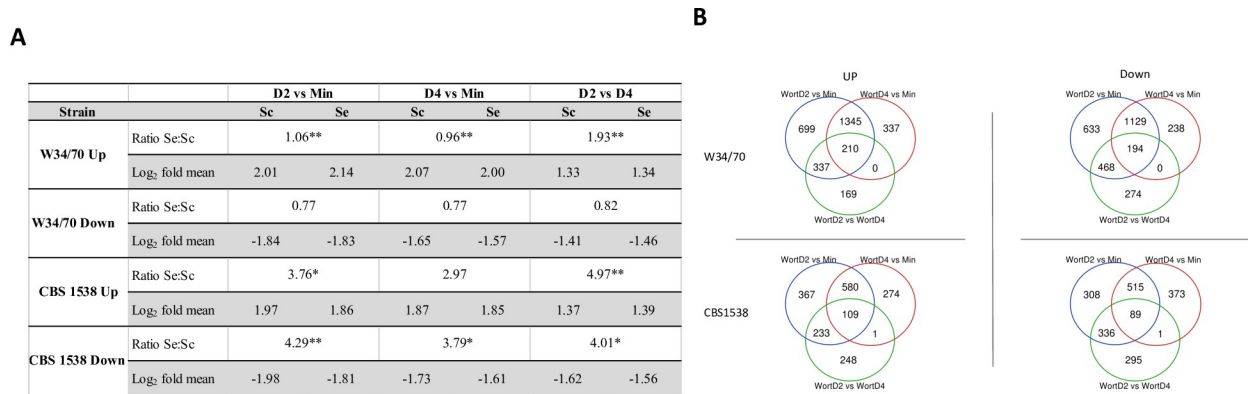 A
D2 vs Min D4 vs Min D2 vs D4
Strain Sc Se Sc Se Sc Se
W34/70 Up
Ratio Se:Sc 1.06** 0.96** 1.93**
Log₂ fold mean 2.01 2.14 2.07 2.00 1.33 1.34
W34/70 Down
Ratio Se:Sc 0.77 0.77 0.82
Log₂ fold mean -1.84 -1.83 -1.65 -1.57 -1.41 -1.46
CBS 1538 Up
Ratio Se:Sc 3.76* 2.97 4.97**
Log₂ fold mean 1.97 1.86 1.87 1.85 1.37 1.39
CBS 1538 Down
Ratio Se:Sc 4.29** 3.79* 4.01*
Log₂ fold mean -1.98 -1.81 -1.73 -1.61 -1.62 -1.56
B
UP
Down
W34/70
WortD2 vs Min WortD4 vs Min
699 1345 337
210
337 0
169
WortD2 vs WortD4
WortD2 vs Min WortD4 vs Min
633 1129 238
194
468 0
274
WortD2 vs WortD4
CBS1538
WortD2 vs Min WortD4 vs Min
367 580 274
109
233 1
248
WortD2 vs WortD4
WortD2 vs Min WortD4 vs Min
308 515 373
89
336 1
295
WortD2 vs WortD4